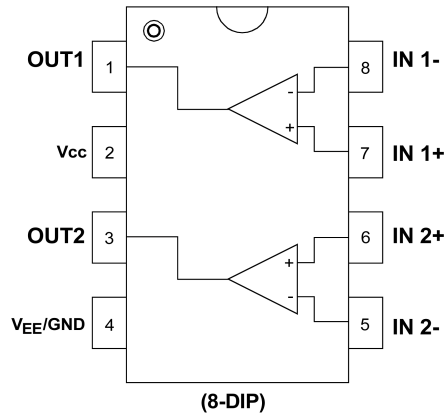 OUT1 1 8 IN 1-
-
+
Vcc 2 7 IN 1+
OUT2 3 6 IN 2+
+
-
VEE/GND 4 5 IN 2-
(8-DIP)